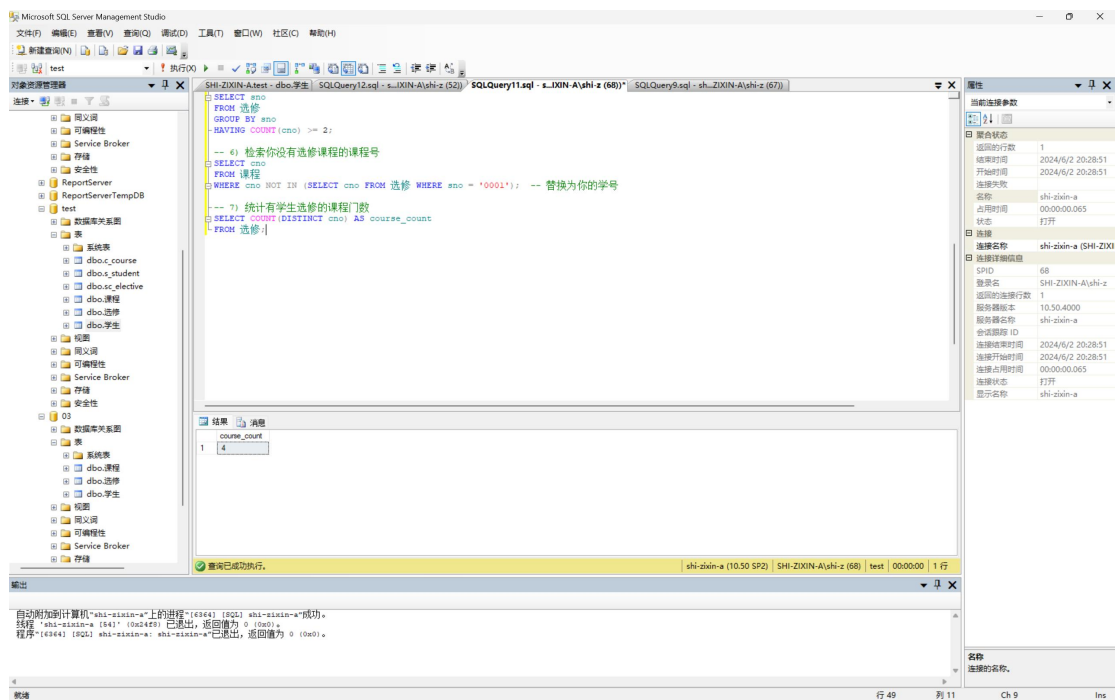 Microsoft SQL Server Management Studio
文件(F) 编辑(E) 查看(V) 查询(Q) 调试(D) 工具(T) 窗口(W) 社区(C) 帮助(H)
新建查询(N)
test 执行(X)
对象资源管理器
连接
同义词
可编程性
Service Broker
存储
安全性
ReportServer
ReportServerTempDB
test
数据库关系图
表
系统表
dbo.c_course
dbo.s_student
dbo.sc_elective
dbo.课程
dbo.选修
dbo.学生
视图
同义词
可编程性
Service Broker
存储
安全性
03
数据库关系图
表
系统表
dbo.课程
dbo.选修
dbo.学生
视图
同义词
可编程性
Service Broker
存储
SHI-ZIXIN-A.test - dbo.学生 SQLQuery12.sql - s...IXIN-A\shi-z (52)) SQLQuery11.sql - s...IXIN-A\shi-z (68))* SQLQuery9.sql - sh...ZIXIN-A\shi-z (67))
SELECT sno
FROM 选修
GROUP BY sno
HAVING COUNT(cno) >= 2;
-- 6) 检索你没有选修课程的课程号
SELECT cno
FROM 课程
WHERE cno NOT IN (SELECT cno FROM 选修 WHERE sno = '0001'); -- 替换为你的学号
-- 7) 统计有学生选修的课程门数
SELECT COUNT(DISTINCT cno) AS course_count
FROM 选修;
结果 消息
course_count
1 4
查询已成功执行。 shi-zixin-a (10.50 SP2) SHI-ZIXIN-A\shi-z (68) test 00:00:00 1 行
属性
当前连接参数
聚合状态
返回的行数 1
结束时间 2024/6/2 20:28:51
开始时间 2024/6/2 20:28:51
连接失败
名称 shi-zixin-a
占用时间 00:00:00.065
状态 打开
连接
连接名称 shi-zixin-a (SHI-ZIXI
连接详细信息
SPID 68
登录名 SHI-ZIXIN-A\shi-z
返回的连接行数 1
服务器版本 10.50.4000
服务器名称 shi-zixin-a
会话跟踪 ID
连接结束时间 2024/6/2 20:28:51
连接开始时间 2024/6/2 20:28:51
连接占用时间 00:00:00.065
连接状态 打开
显示名称 shi-zixin-a
名称
连接的名称。
输出
自动附加到计算机"shi-zixin-a"上的进程"[6364] [SQL] shi-zixin-a"成功。
线程 'shi-zixin-a [54]' (0x24f8) 已退出，返回值为 0 (0x0)。
程序"[6364] [SQL] shi-zixin-a: shi-zixin-a"已退出，返回值为 0 (0x0)。
就绪 行 49 列 11 Ch 9 Ins